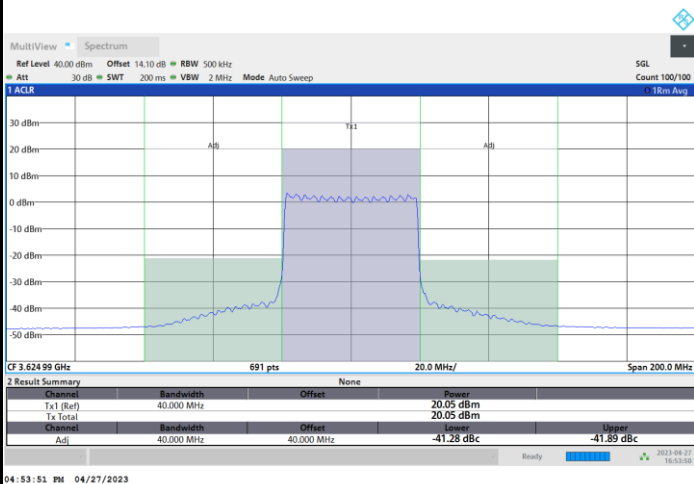 MultiView Spectrum
Ref Level 40.00 dBm Offset 14.10 dB RBW 500 kHz SGL
Att 30 dB SWT 200 ms VBW 2 MHz Mode Auto Sweep Count 100/100
1 ACLR 1Rm Avg
30 dBm
Tx1
20 dBm Adj Adj
10 dBm
0 dBm
-10 dBm
-20 dBm
-30 dBm
-40 dBm
-50 dBm
CF 3.624 99 GHz 691 pts 20.0 MHz/ Span 200.0 MHz
2 Result Summary None
Channel Bandwidth Offset Power
Tx1 (Ref) 40.000 MHz 20.05 dBm
Tx Total 20.05 dBm
Channel Bandwidth Offset Lower Upper
Adj 40.000 MHz 40.000 MHz -41.28 dBc -41.89 dBc
Ready 2023-04-27
16:53:50
04:53:51 PM 04/27/2023